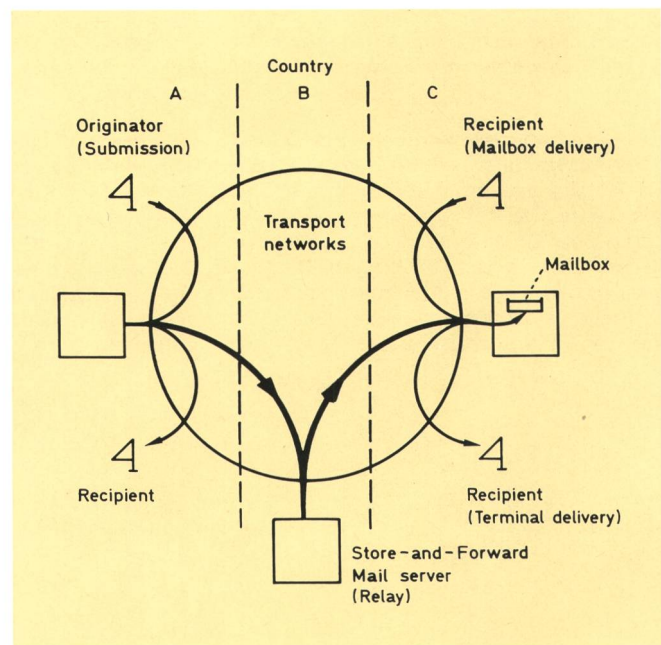 Country
A B C
Originator
(Submission)
Recipient
(Mailbox delivery)
Transport
networks
Mailbox
Recipient
Recipient
(Terminal delivery)
Store-and-Forward
Mail server
(Relay)